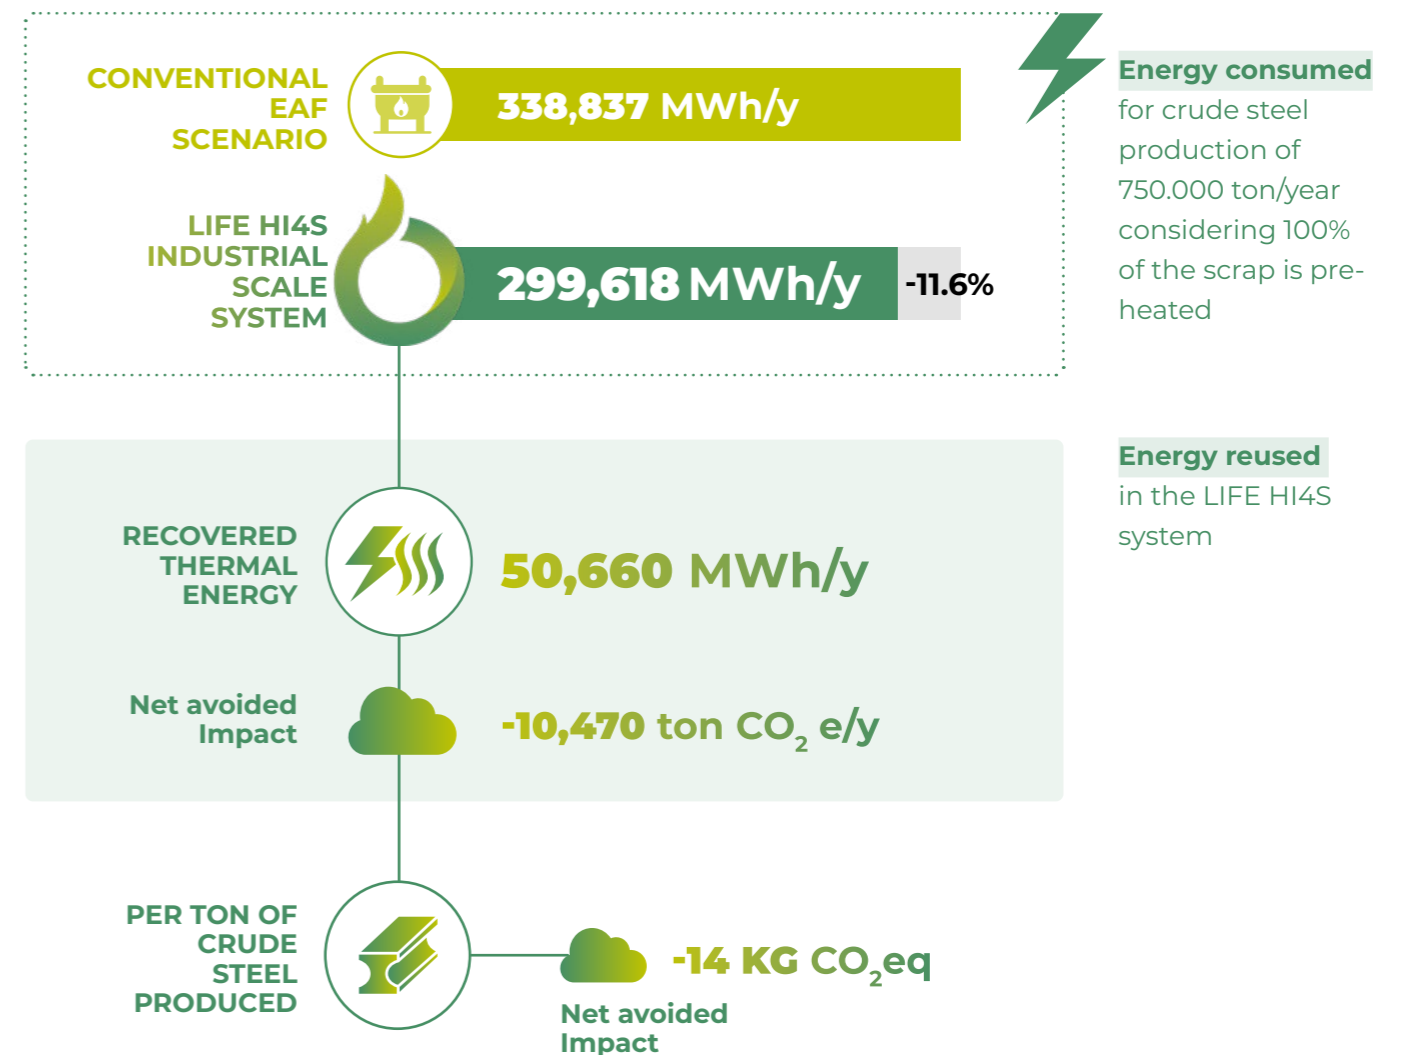 CONVENTIONAL
EAF
SCENARIO
338,837 MWh/y
LIFE HI4S
INDUSTRIAL
SCALE
SYSTEM
299,618 MWh/y
-11.6%
Energy consumed
for crude steel
production of
750.000 ton/year
considering 100%
of the scrap is pre-
heated
RECOVERED
THERMAL
ENERGY
50,660 MWh/y
Energy reused
in the LIFE HI4S
system
Net avoided
Impact
-10,470 ton CO₂ e/y
PER TON OF
CRUDE
STEEL
PRODUCED
-14 KG CO₂eq
Net avoided
Impact